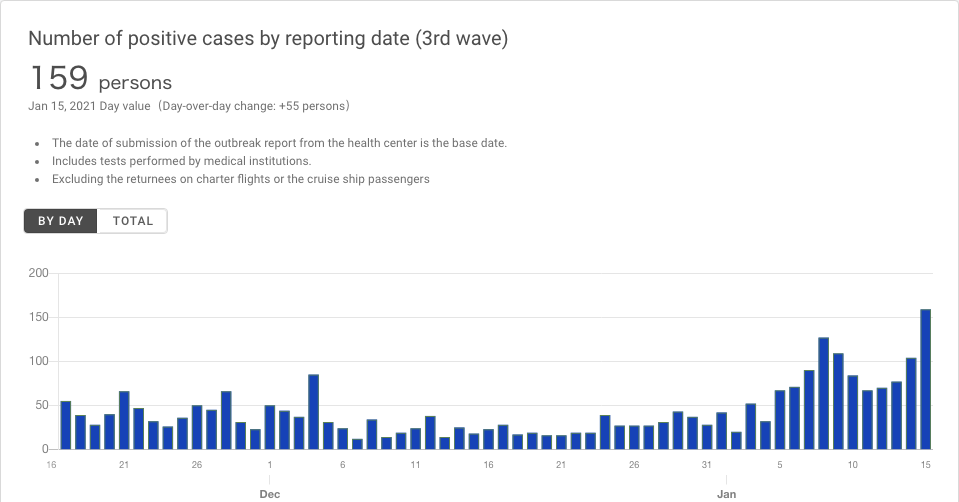 Number of positive cases by reporting date (3rd wave)
159 persons
Jan 15, 2021 Day value（Day-over-day change: +55 persons）
The date of submission of the outbreak report from the health center is the base date.
Includes tests performed by medical institutions.
Excluding the returnees on charter flights or the cruise ship passengers
BY DAY TOTAL
200
150
100
50
0
16 21 26 1 6 11 16 21 26 31 5 10 15
Dec Jan